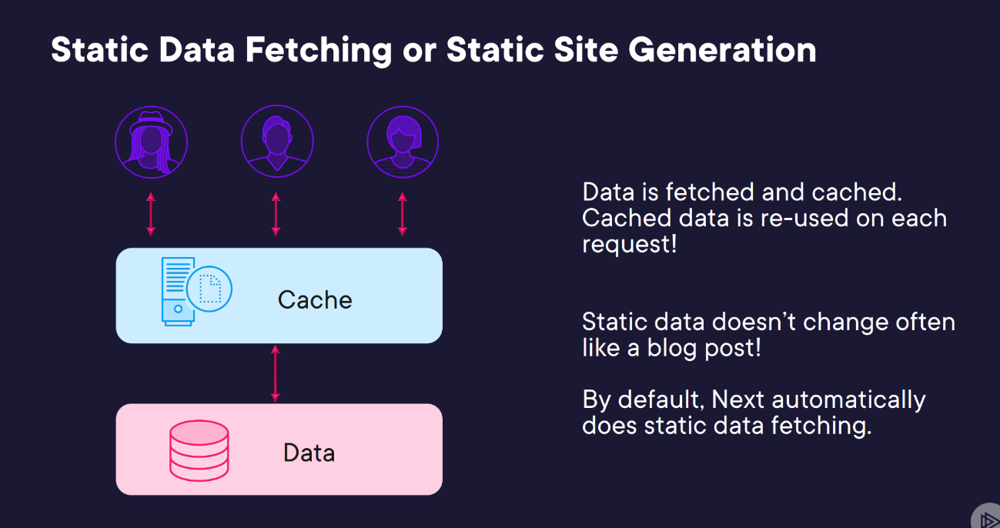 Static Data Fetching or Static Site Generation
Data is fetched and cached.
Cached data is re-used on each
request!
Cache
Static data doesn’t change often
like a blog post!
By default, Next automatically
does static data fetching.
Data